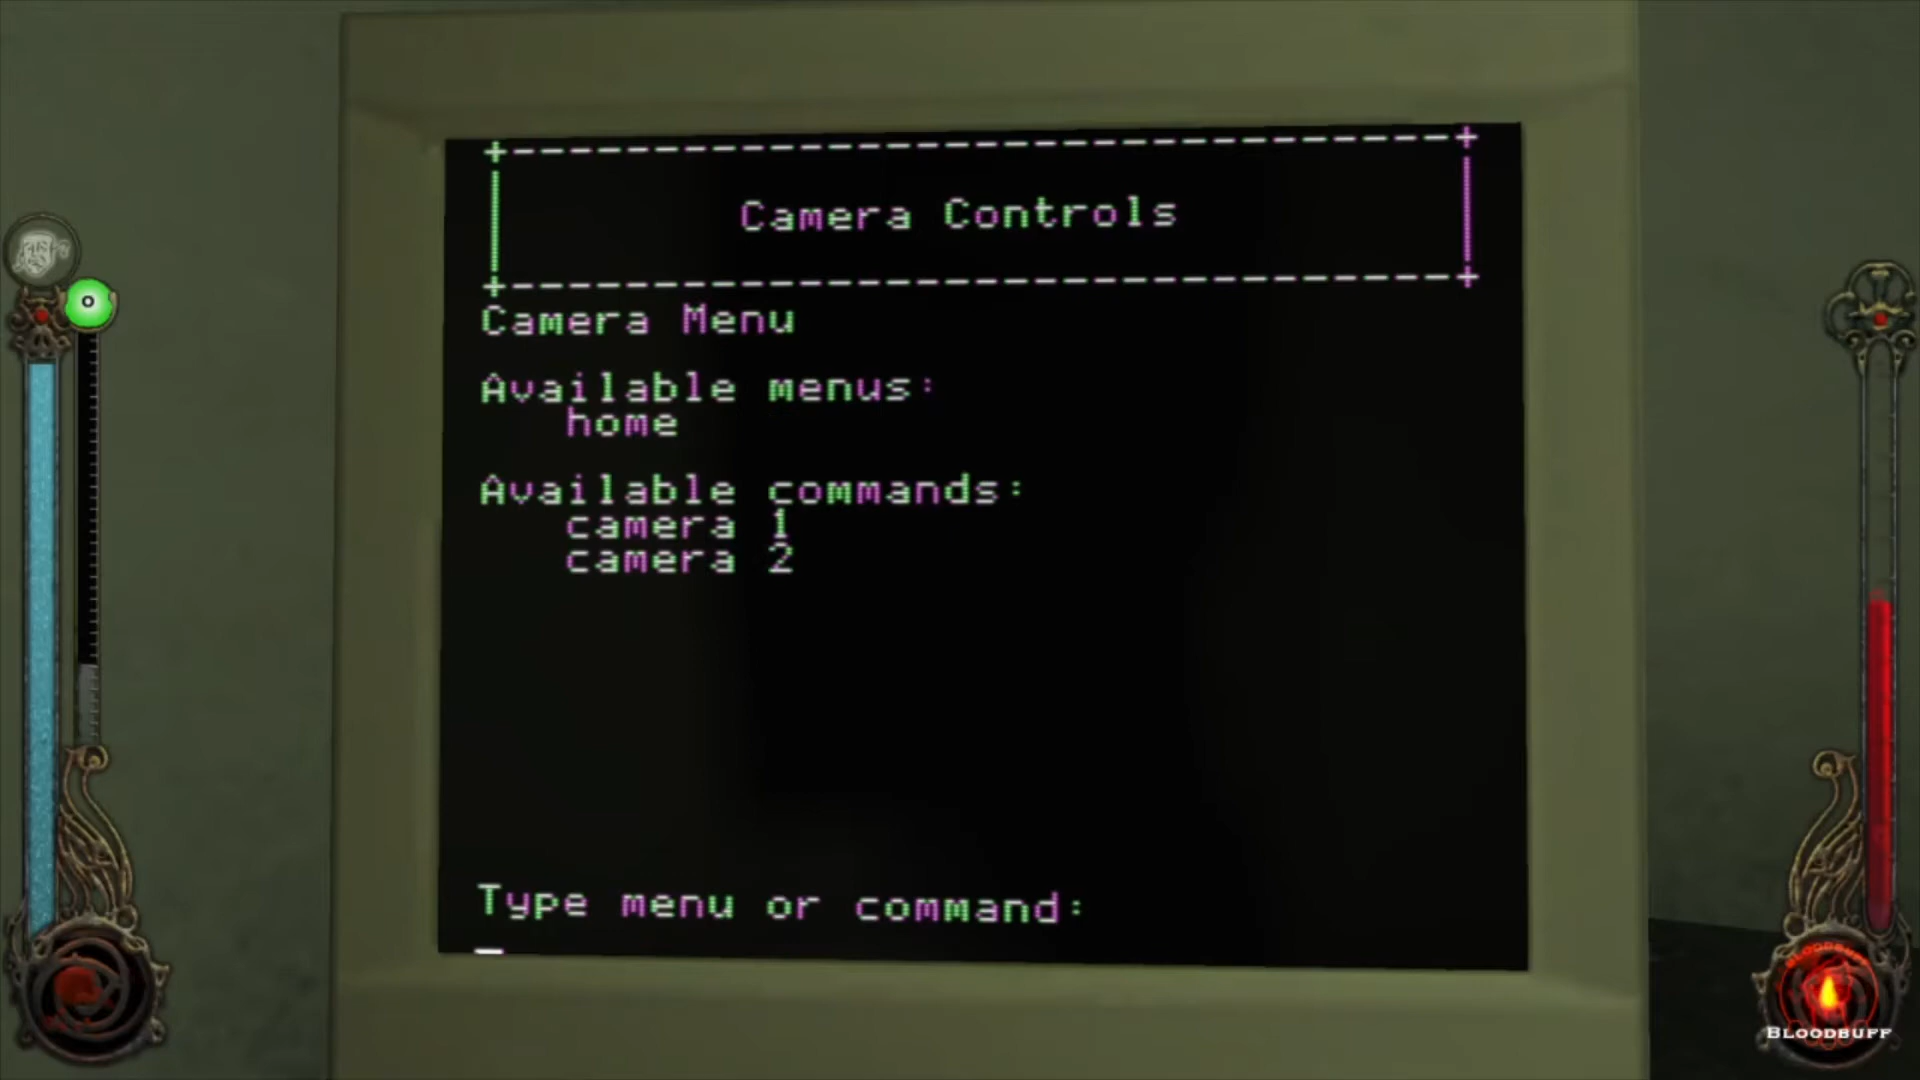 Camera Controls
Camera Menu
Available menus:
home
Available commands:
camera 1
camera 2
Type menu or command:
o
Bloodbuff